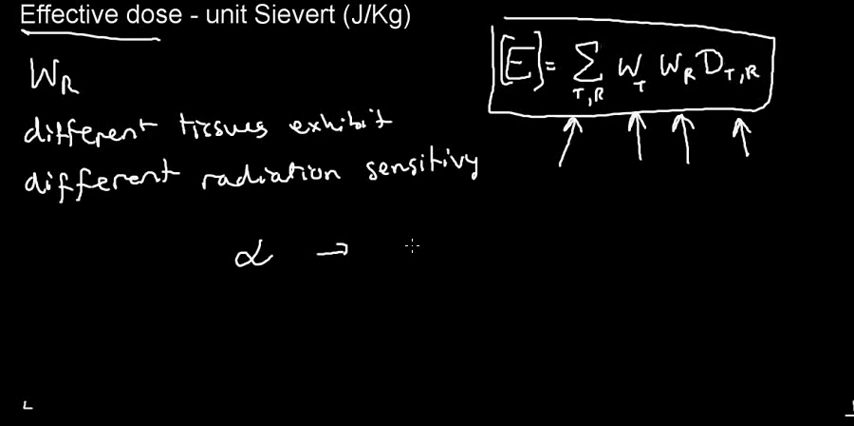 Effective dose - unit Sievert (J/Kg)
[E] = Σ_{T,R} W_T W_R D_{T,R}
W_R
different tissues exhibit
different radiation sensitivy
α →